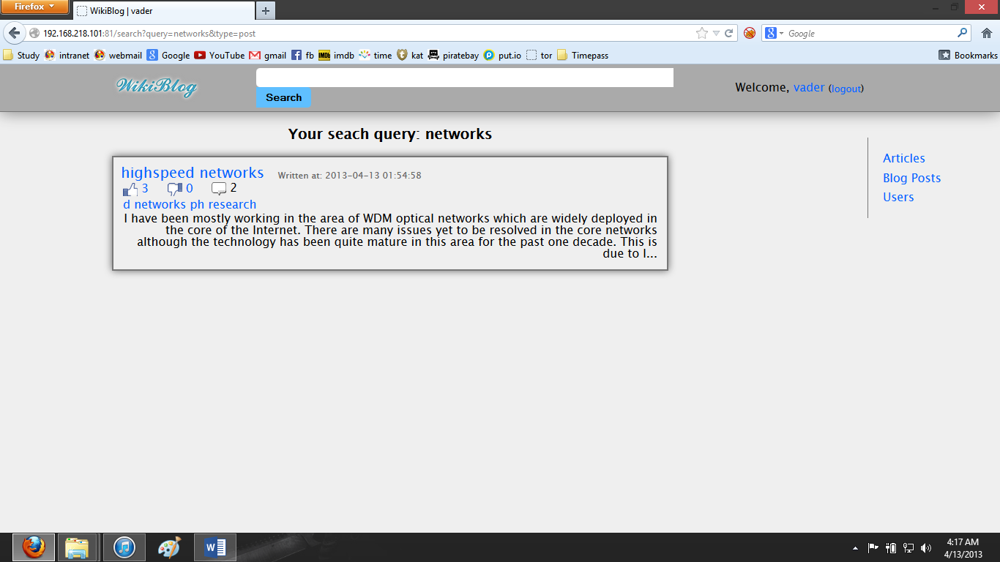 Firefox
WikiBlog | vader
192.168.218.101:81/search?query=networks&type=post
Google
Study intranet webmail Google YouTube gmail fb imdb time kat piratebay put.io tor Timepass Bookmarks
WikiBlog
Search
Welcome, vader (logout)
Your seach query: networks
highspeed networks Written at: 2013-04-13 01:54:58
3 0 2
d networks ph research
I have been mostly working in the area of WDM optical networks which are widely deployed in
the core of the Internet. There are many issues yet to be resolved in the core networks
although the technology has been quite mature in this area for the past one decade. This is
due to I...
Articles
Blog Posts
Users
4:17 AM
4/13/2013